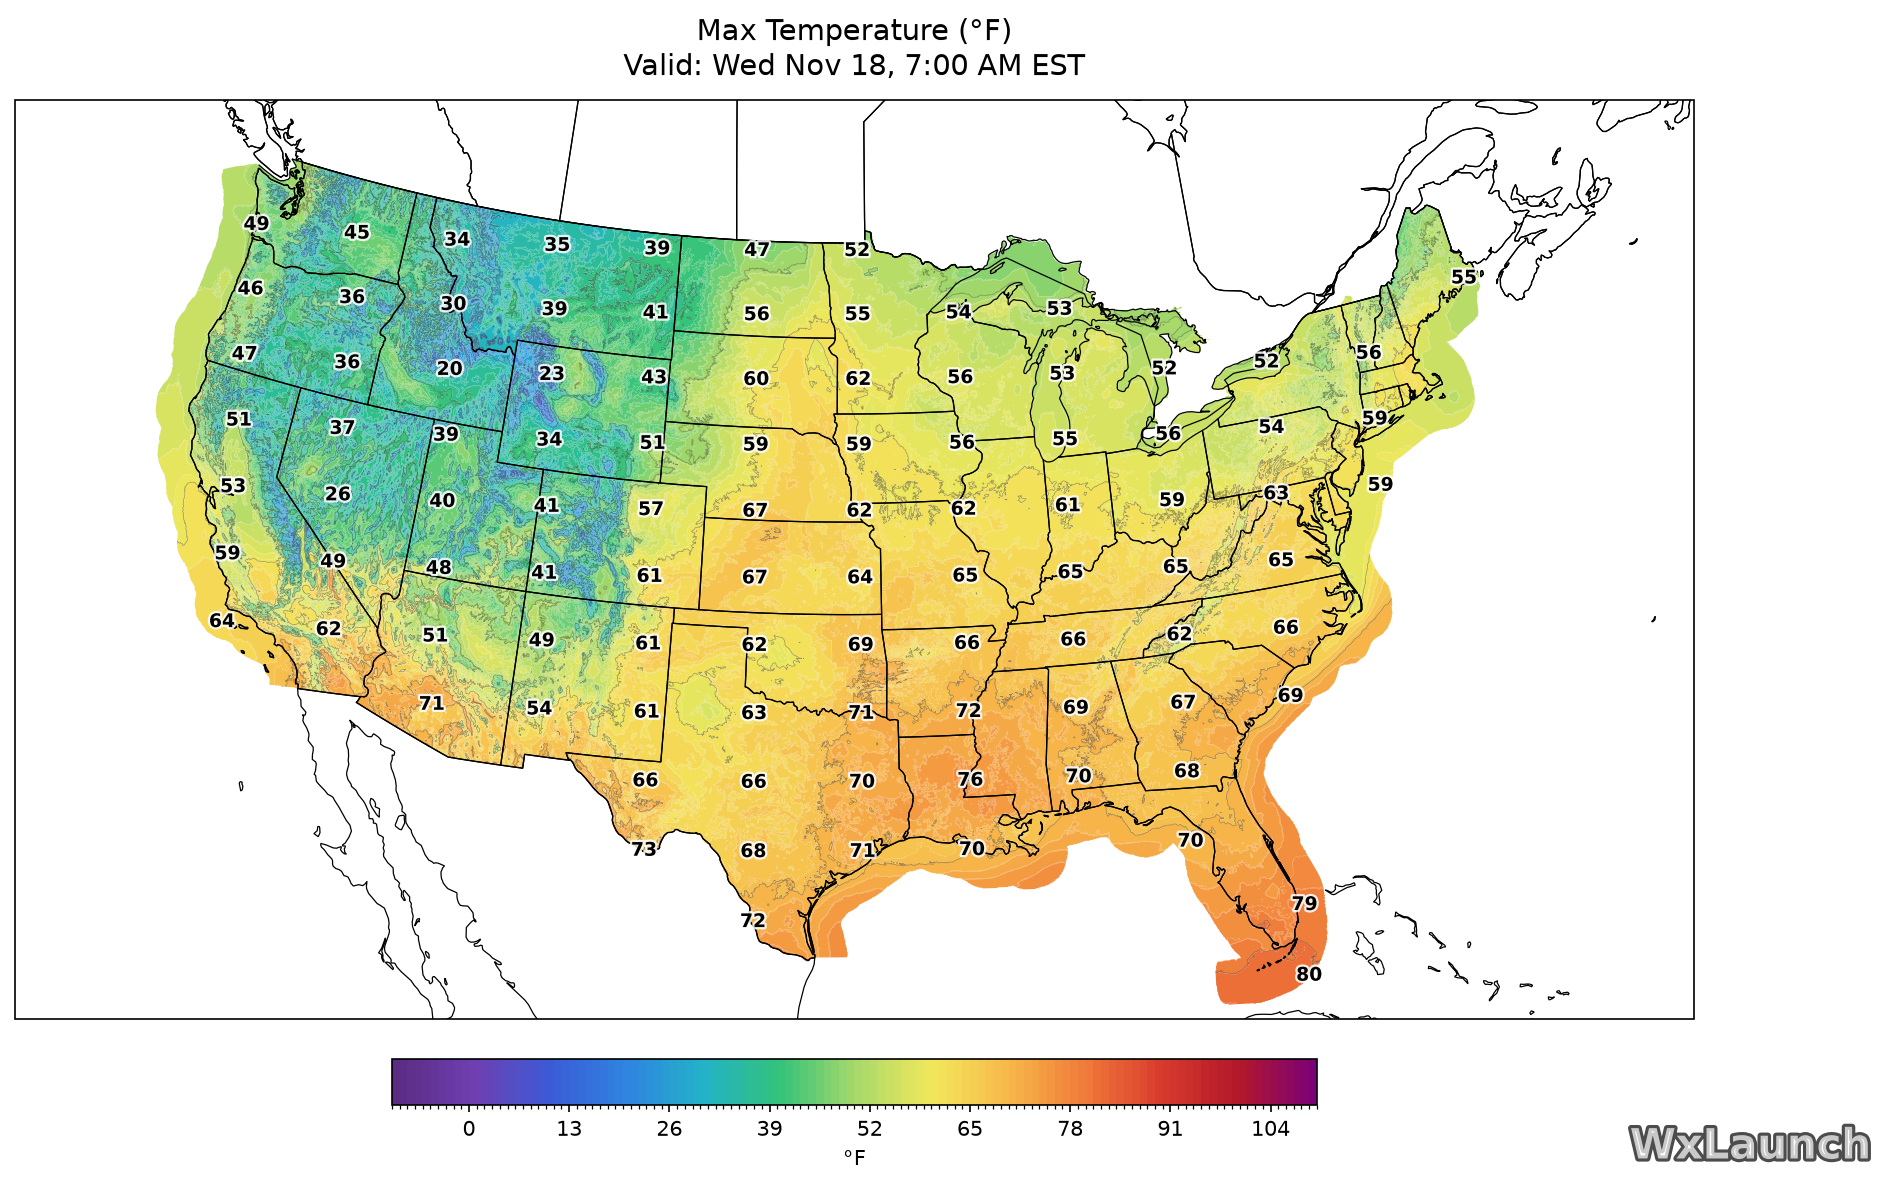 Max Temperature (°F)
Valid: Wed Nov 18, 7:00 AM EST
49 45 34 35 39 47 52
46 36 30 39 41 56 55 54 53 55
47 36 20 23 43 60 62 56 53 52 52 56
51 37 39 34 51 59 59 56 55 56 54 59
53 26 40 41 57 67 62 62 61 59 63 59
59 49 48 41 61 67 64 65 65 65 65
64 62 51 49 61 62 69 66 66 62 66
71 54 61 63 71 72 69 67 69
66 66 70 76 70 68
73 68 71 70 70
72 79
80
0 13 26 39 52 65 78 91 104
°F
WxLaunch